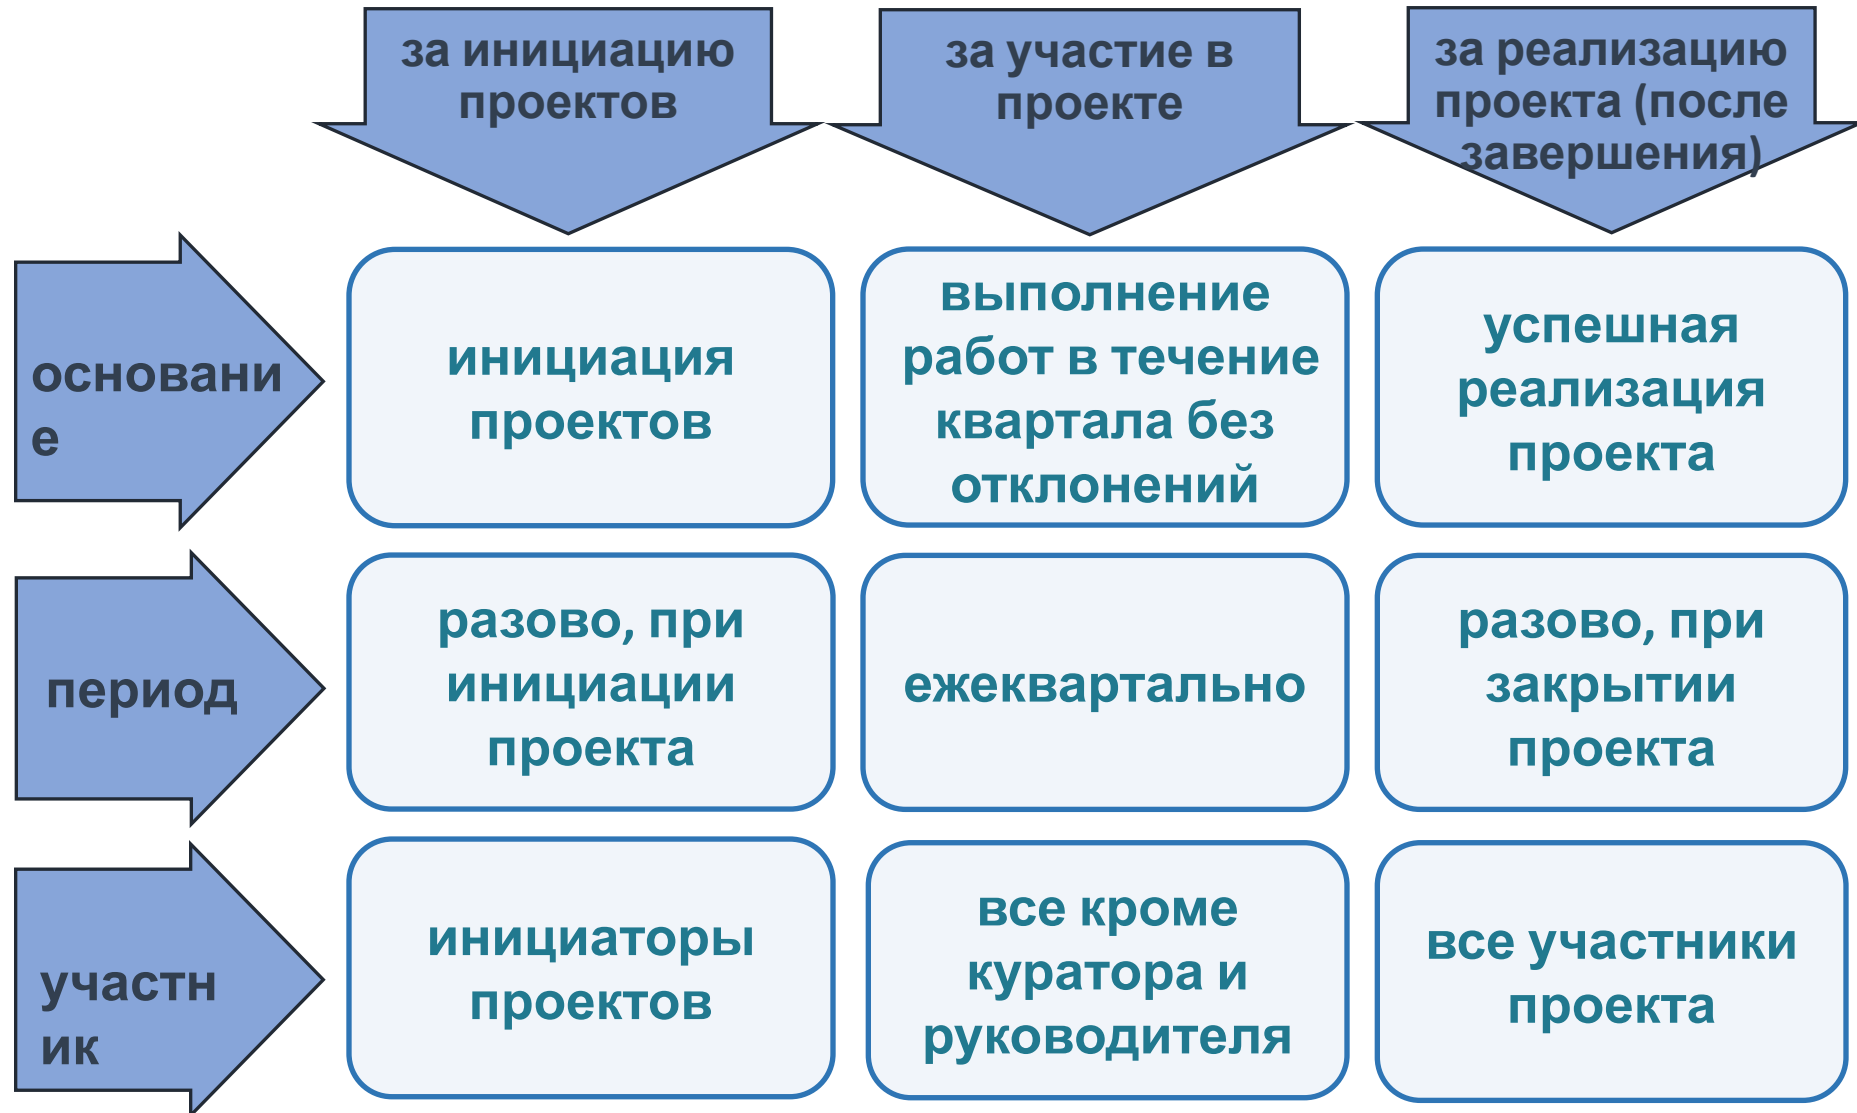 за инициацию
проектов
за участие в
проекте
за реализацию
проекта (после
завершения)
основани
е
инициация
проектов
выполнение
работ в течение
квартала без
отклонений
успешная
реализация
проекта
период
разово, при
инициации
проекта
ежеквартально
разово, при
закрытии
проекта
участн
ик
инициаторы
проектов
все кроме
куратора и
руководителя
все участники
проекта